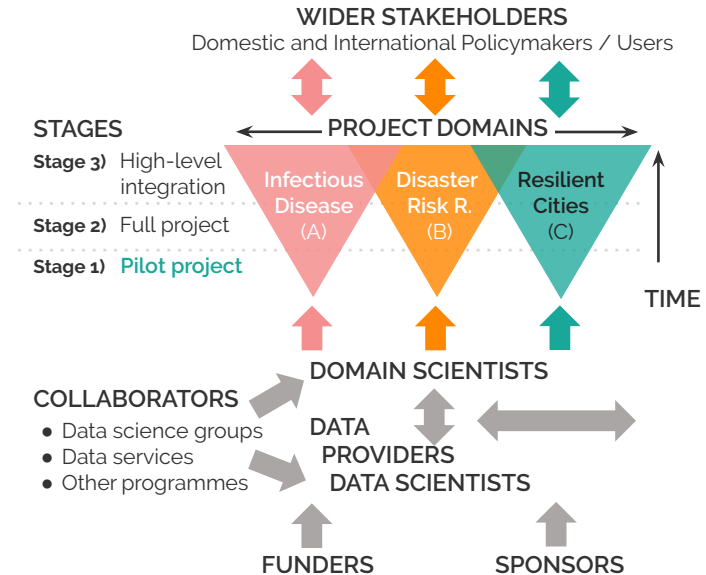 WIDER STAKEHOLDERS
Domestic and International Policymakers / Users
STAGES
PROJECT DOMAINS
Stage 3) High-level
integration
Stage 2) Full project
Stage 1) Pilot project
Infectious
Disease
(A)
Disaster
Risk R.
(B)
Resilient
Cities
(C)
TIME
DOMAIN SCIENTISTS
COLLABORATORS
• Data science groups
• Data services
• Other programmes
DATA
PROVIDERS
DATA SCIENTISTS
FUNDERS
SPONSORS